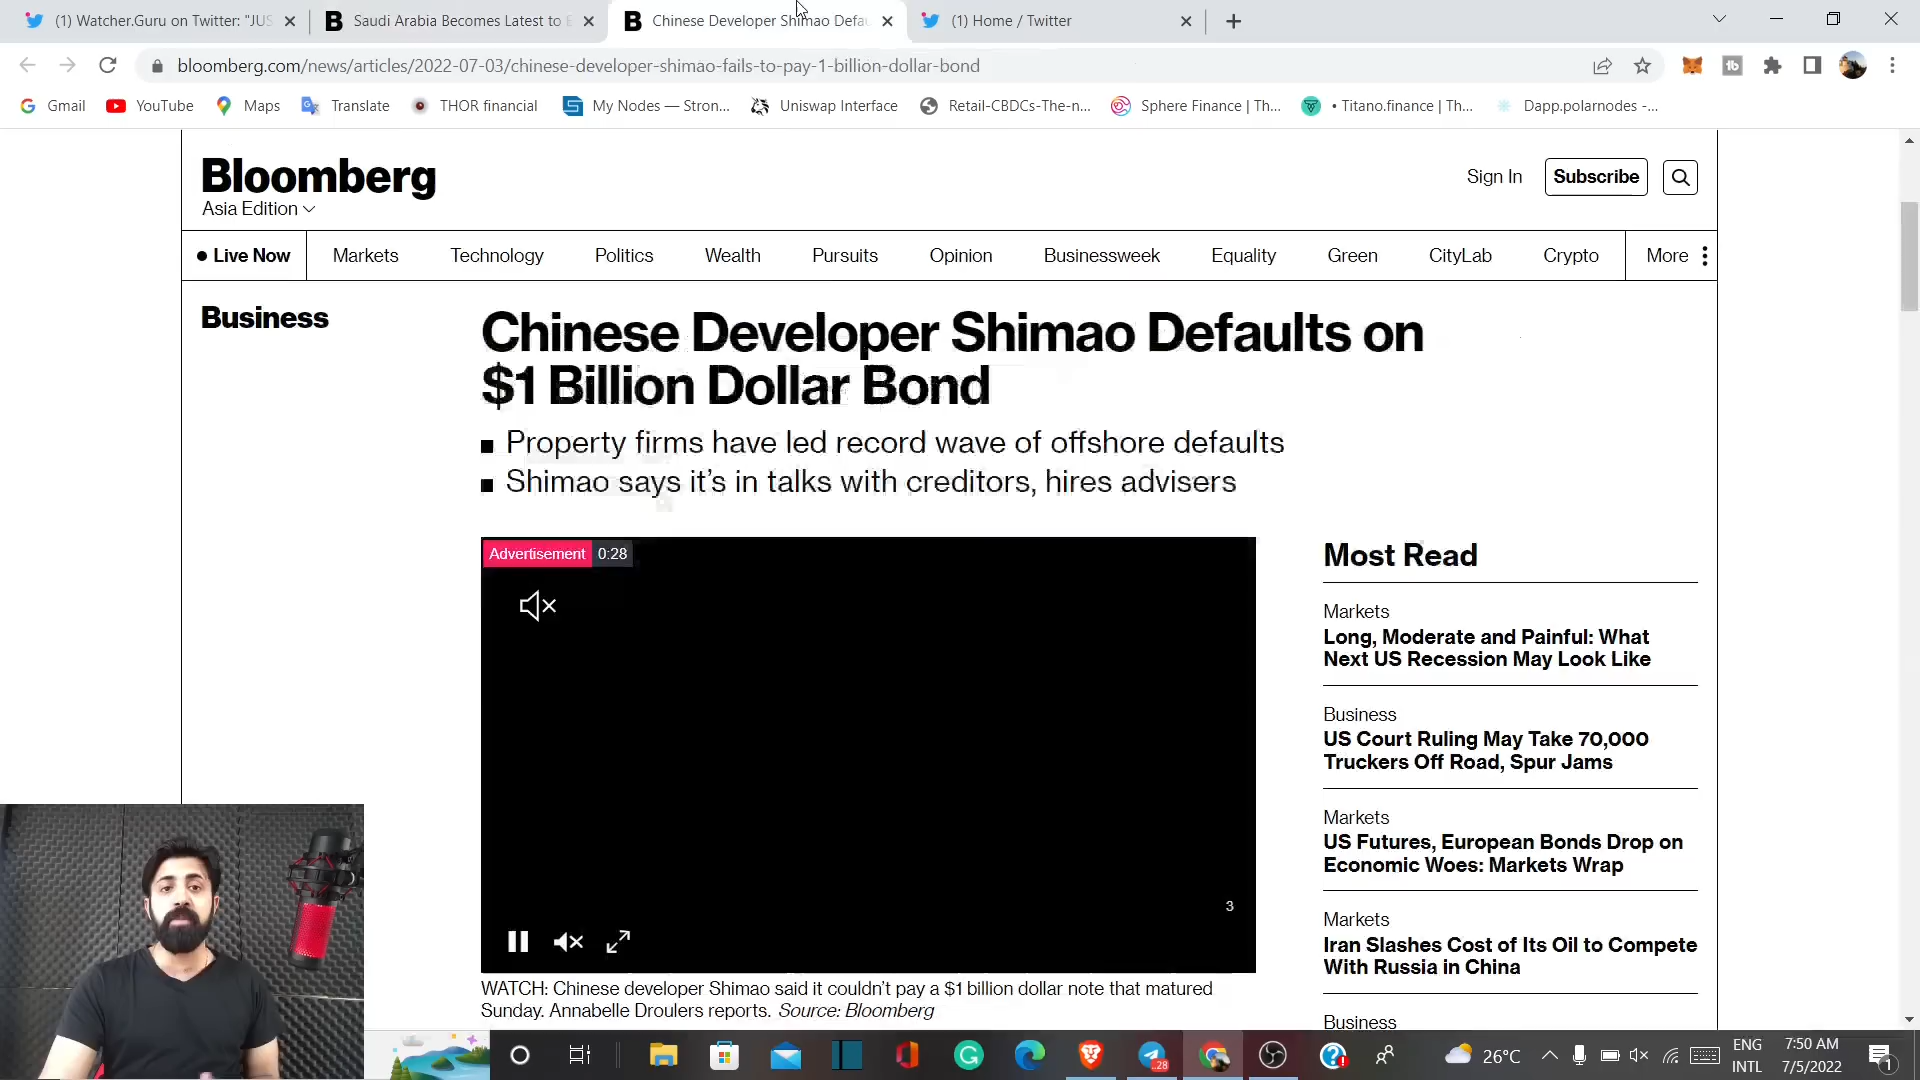 (1) Watcher.Guru on Twitter: "JUS
Saudi Arabia Becomes Latest to E
Chinese Developer Shimao Defau
(1) Home / Twitter
bloomberg.com/news/articles/2022-07-03/chinese-developer-shimao-fails-to-pay-1-billion-dollar-bond
Gmail
YouTube
Maps
Translate
THOR financial
My Nodes — Stron...
Uniswap Interface
Retail-CBDCs-The-n...
Sphere Finance | Th...
• Titano.finance | Th...
Dapp.polarnodes -...
Bloomberg
Asia Edition
Sign In
Subscribe
Live Now
Markets
Technology
Politics
Wealth
Pursuits
Opinion
Businessweek
Equality
Green
CityLab
Crypto
More
Business
Chinese Developer Shimao Defaults on
$1 Billion Dollar Bond
Property firms have led record wave of offshore defaults
Shimao says it's in talks with creditors, hires advisers
Advertisement 0:28
3
WATCH: Chinese developer Shimao said it couldn't pay a $1 billion dollar note that matured
Sunday. Annabelle Droulers reports. Source: Bloomberg
Most Read
Markets
Long, Moderate and Painful: What
Next US Recession May Look Like
Business
US Court Ruling May Take 70,000
Truckers Off Road, Spur Jams
Markets
US Futures, European Bonds Drop on
Economic Woes: Markets Wrap
Markets
Iran Slashes Cost of Its Oil to Compete
With Russia in China
Business
26°C
ENG
INTL
7:50 AM
7/5/2022
1